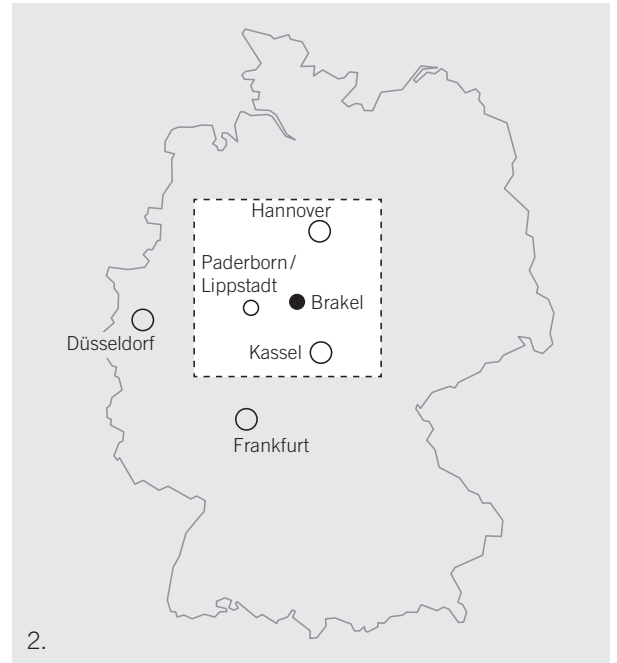 Hannover
Paderborn/
Lippstadt
Brakel
Düsseldorf
Kassel
Frankfurt
2.